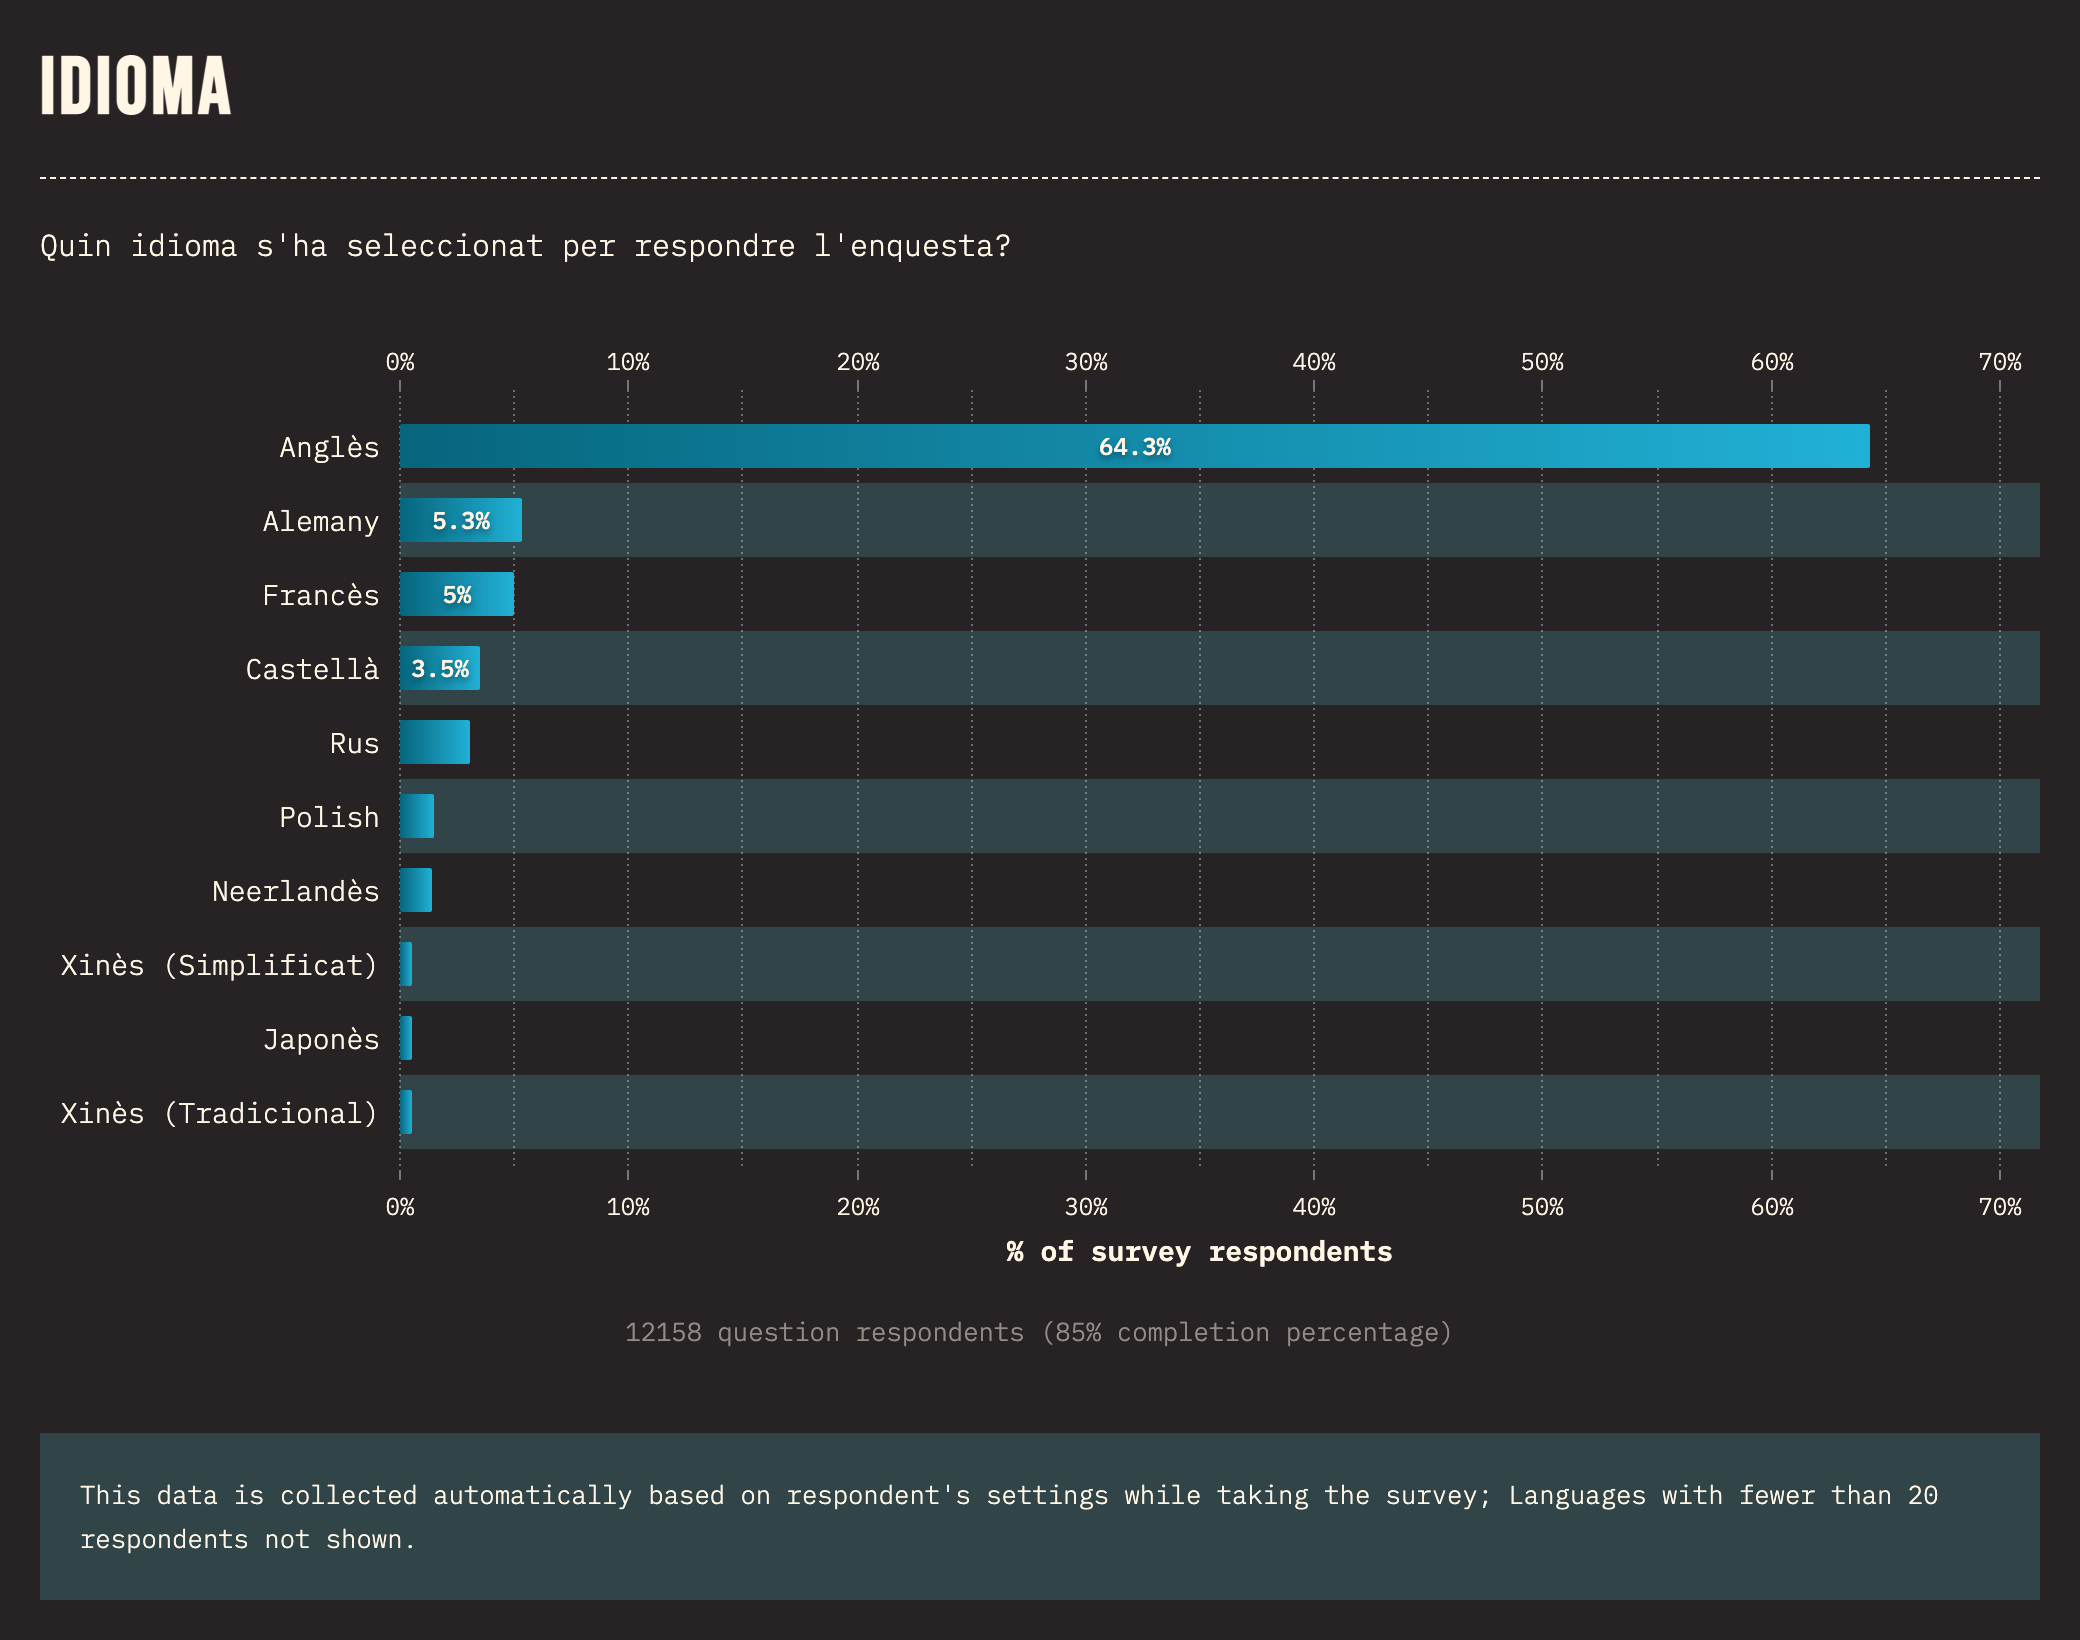 IDIOMA
Quin idioma s'ha seleccionat per respondre l'enquesta?
0% 10% 20% 30% 40% 50% 60% 70%
Anglès 64.3%
Alemany 5.3%
Francès 5%
Castellà 3.5%
Rus
Polish
Neerlandès
Xinès (Simplificat)
Japonès
Xinès (Tradicional)
0% 10% 20% 30% 40% 50% 60% 70%
% of survey respondents
12158 question respondents (85% completion percentage)
This data is collected automatically based on respondent's settings while taking the survey; Languages with fewer than 20
respondents not shown.